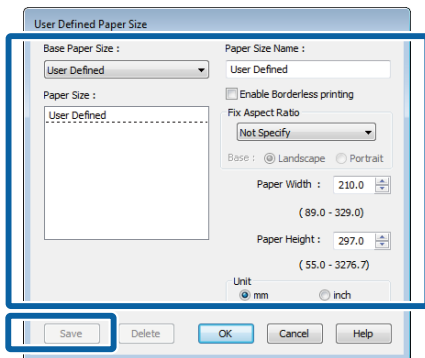 User Defined Paper Size
Base Paper Size :
User Defined
Paper Size :
User Defined
Paper Size Name :
User Defined
Enable Borderless printing
Fix Aspect Ratio
Not Specify
Base : Landscape Portrait
Paper Width : 210.0
( 89.0 - 329.0)
Paper Height : 297.0
( 55.0 - 3276.7)
Unit
mm inch
Save Delete OK Cancel Help